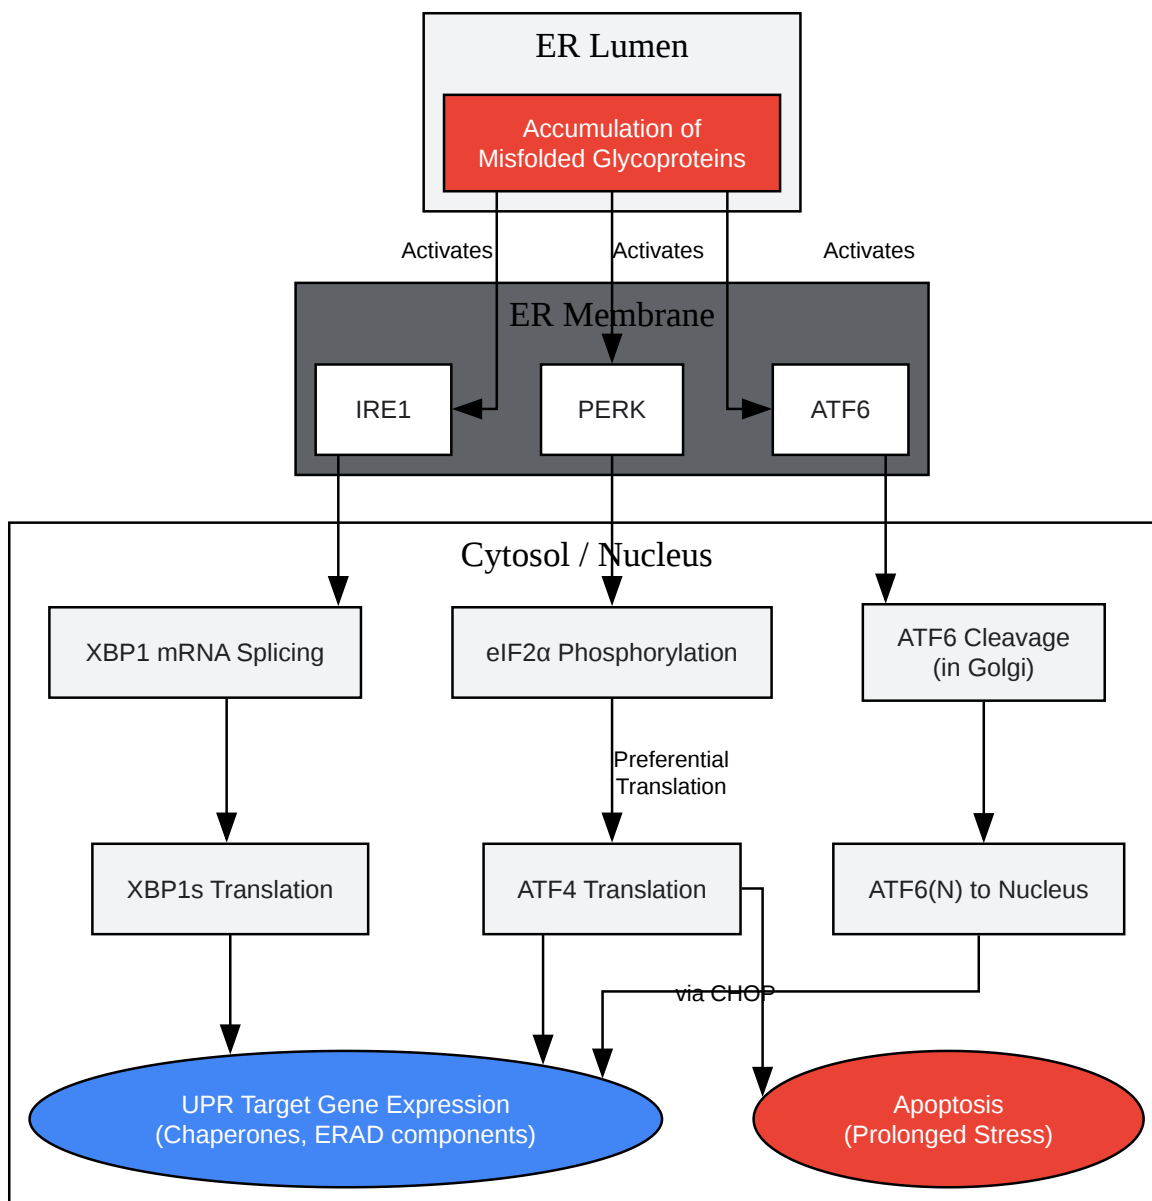 ER Lumen
Accumulation of
Misfolded Glycoproteins
Activates
Activates
Activates
ER Membrane
IRE1
PERK
ATF6
Cytosol / Nucleus
XBP1 mRNA Splicing
eIF2α Phosphorylation
ATF6 Cleavage
(in Golgi)
Preferential
Translation
XBP1s Translation
ATF4 Translation
ATF6(N) to Nucleus
via CHOP
UPR Target Gene Expression
(Chaperones, ERAD components)
Apoptosis
(Prolonged Stress)